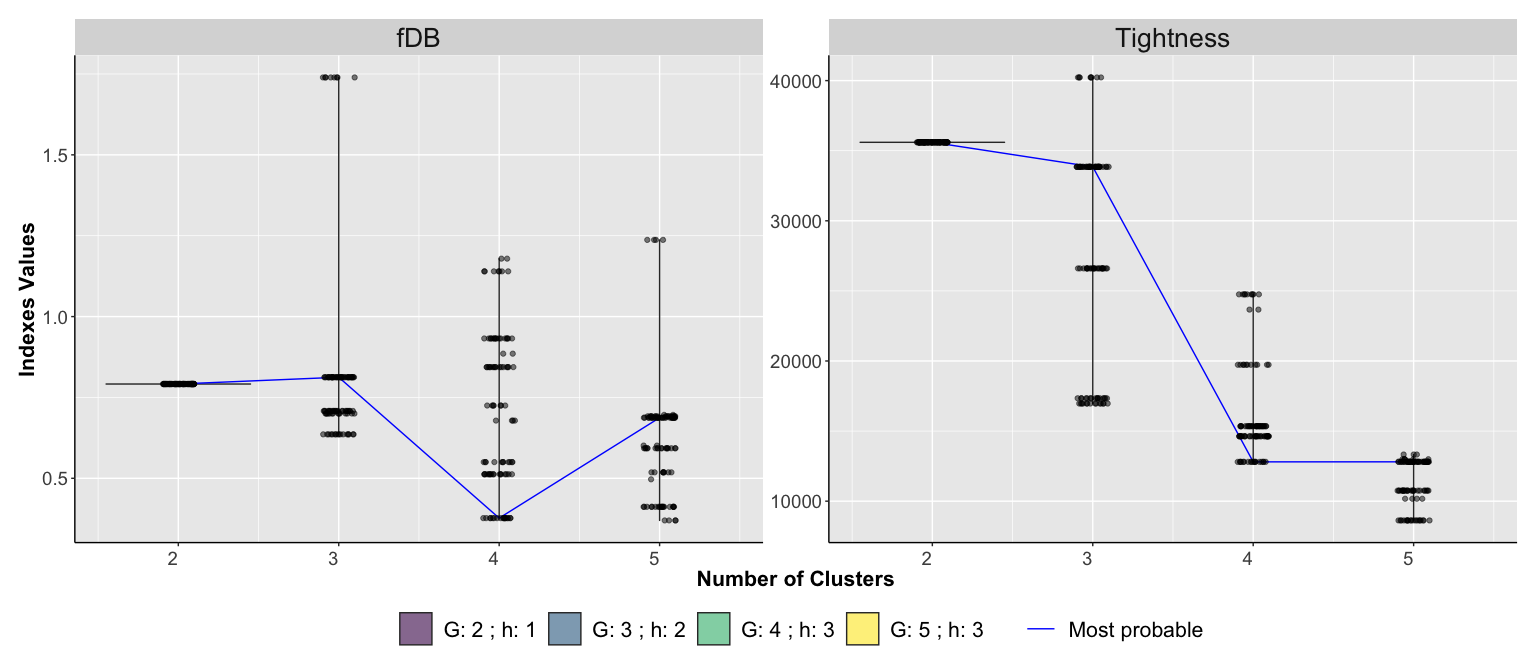 fDB
Tightness
Indexes Values
1.5
1.0
0.5
40000
30000
20000
10000
2 3 4 5
2 3 4 5
Number of Clusters
G: 2 ; h: 1 G: 3 ; h: 2 G: 4 ; h: 3 G: 5 ; h: 3 Most probable